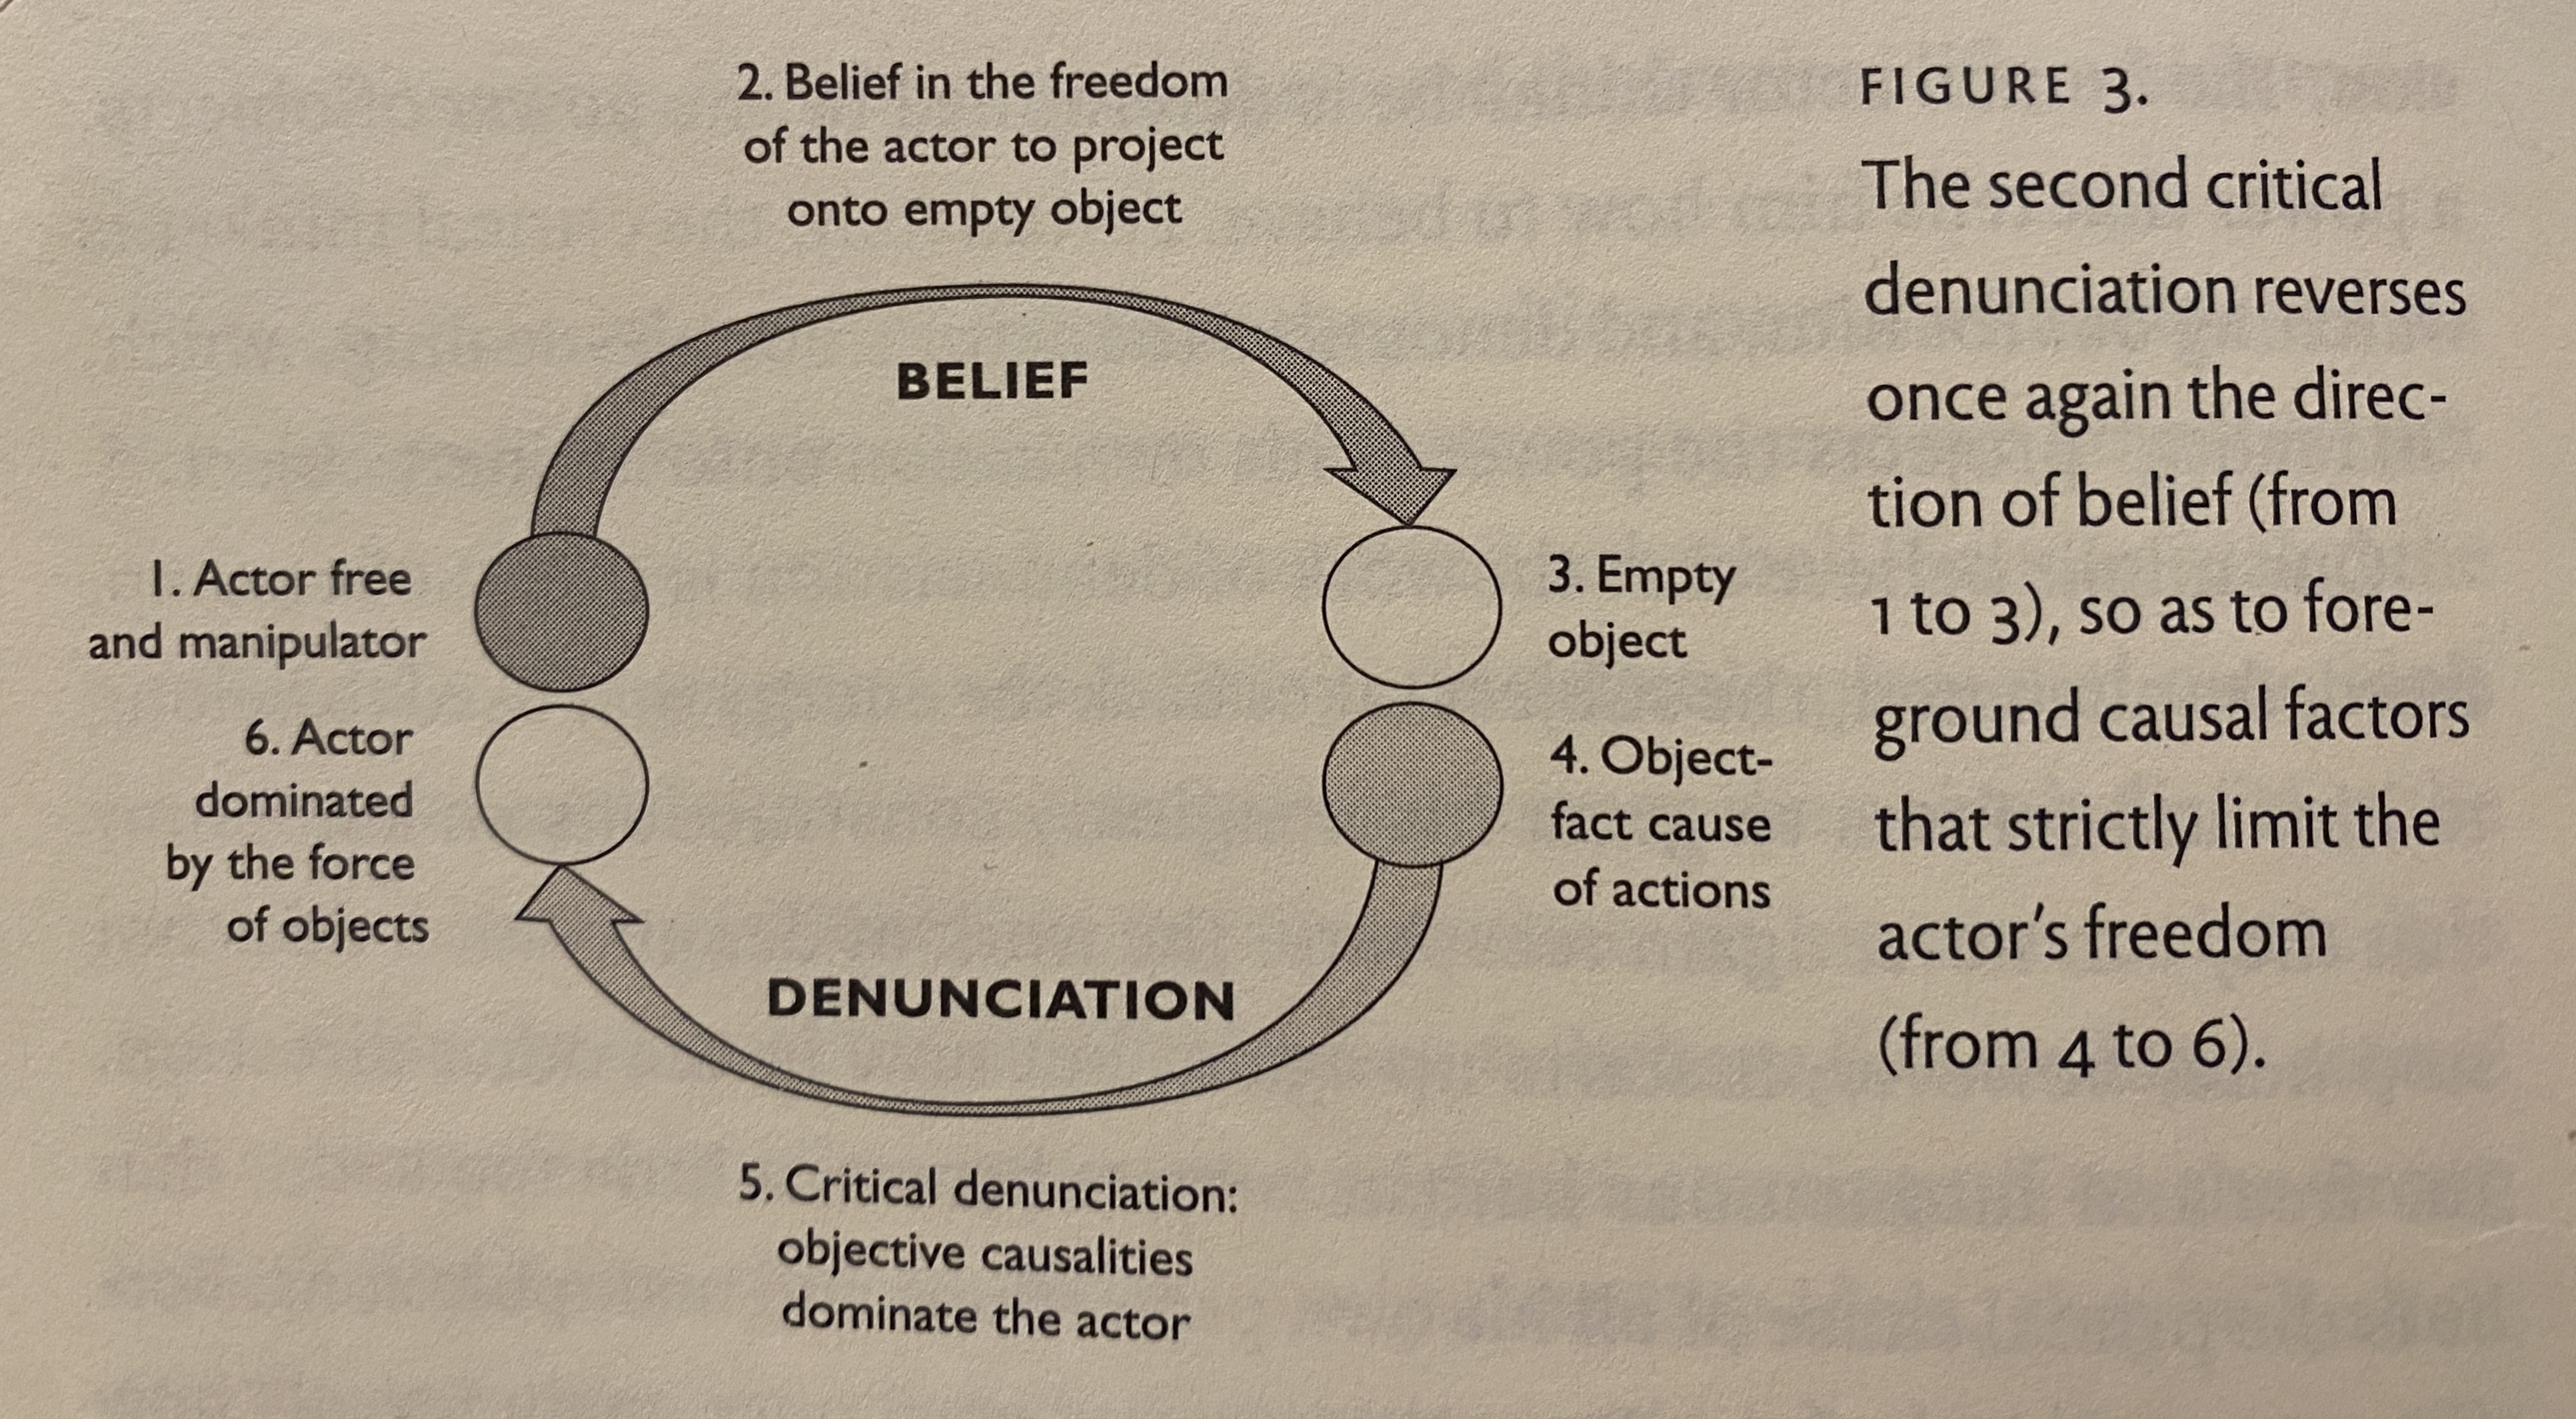 2. Belief in the freedom
of the actor to project
onto empty object
BELIEF
1. Actor free
and manipulator
3. Empty
object
6. Actor
dominated
by the force
of objects
4. Object-
fact cause
of actions
DENUNCIATION
5. Critical denunciation:
objective causalities
dominate the actor
FIGURE 3.
The second critical
denunciation reverses
once again the direc-
tion of belief (from
1 to 3), so as to fore-
ground causal factors
that strictly limit the
actor's freedom
(from 4 to 6).